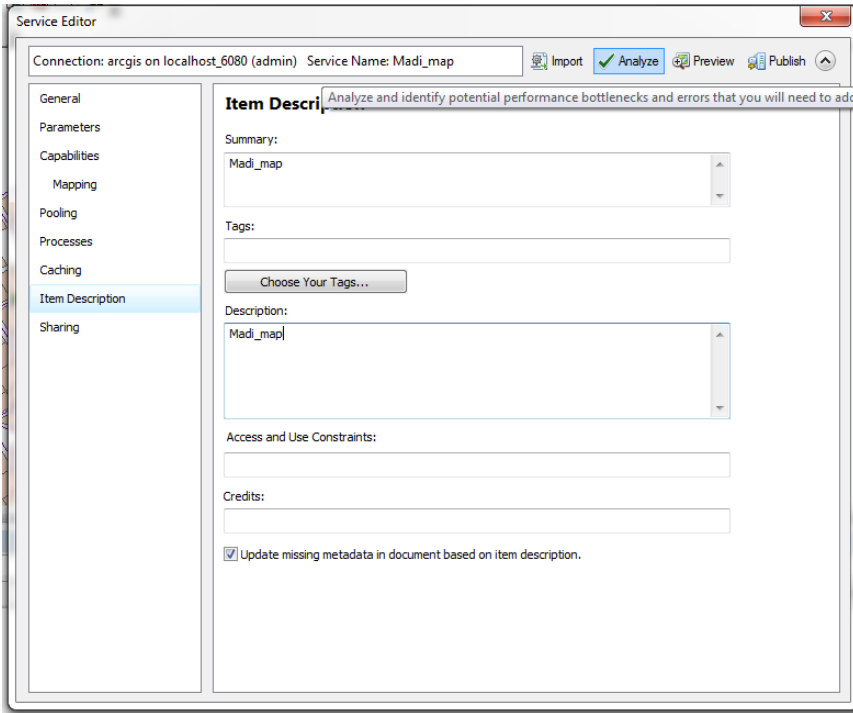 Service Editor
Connection: arcgis on localhost_6080 (admin) Service Name: Madi_map
Import
Analyze
Preview
Publish
General
Parameters
Capabilities
Mapping
Pooling
Processes
Caching
Item Description
Sharing
Item Description
Analyze and identify potential performance bottlenecks and errors that you will need to add
Summary:
Madi_map
Tags:
Choose Your Tags...
Description:
Madi_map
Access and Use Constraints:
Credits:
Update missing metadata in document based on item description.